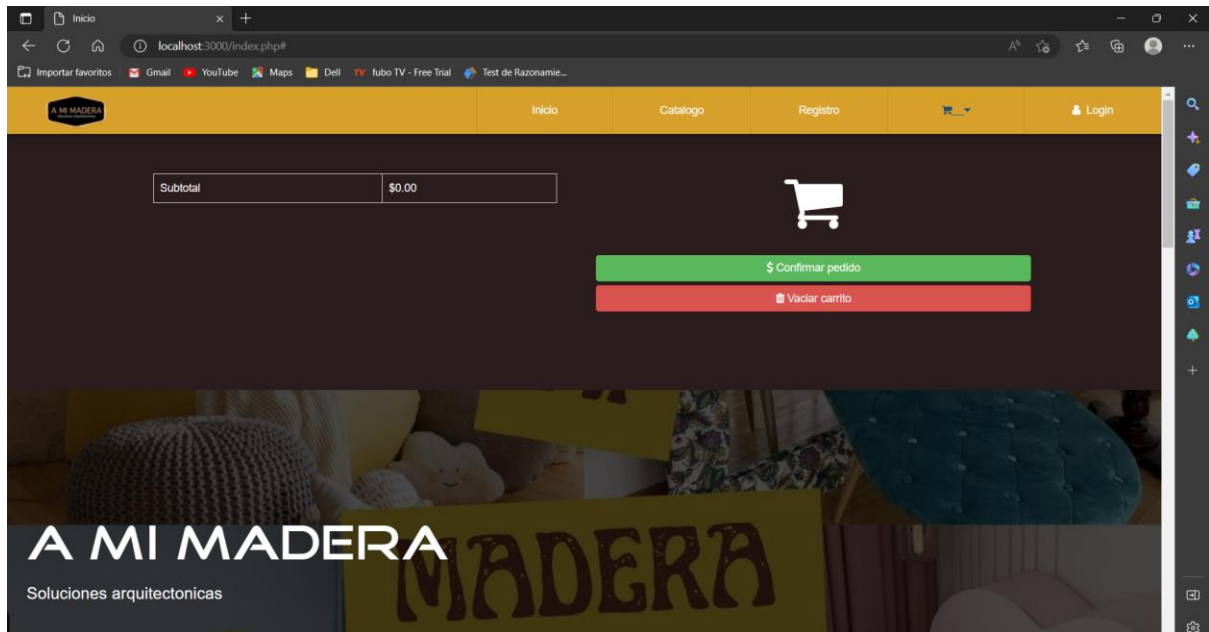 Inicio
localhost:3000/index.php#
Importar favoritos Gmail YouTube Maps Dell fubo TV - Free Trial Test de Razonamie...
A MI MADERA
Inicio Catalogo Registro Login
Subtotal $0.00
$ Confirmar pedido
Vaciar carrito
A MI MADERA
MADERA
Soluciones arquitectonicas